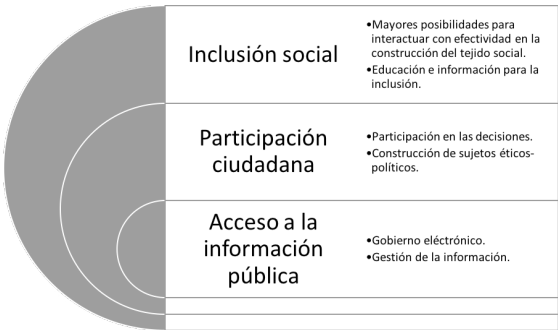 Inclusión social
•Mayores posibilidades para
interactuar con efectividad en la
construcción del tejido social.
•Educación e información para la
inclusión.
Participación
ciudadana
•Participación en las decisiones.
•Construcción de sujetos éticos-
políticos.
Acceso a la
información
pública
•Gobierno eléctrónico.
•Gestión de la información.